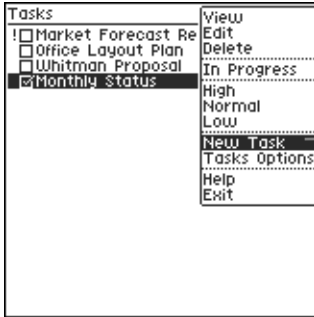 Tasks
!Market Forecast Re
Office Layout Plan
Whitman Proposal
Monthly Status
View
Edit
Delete
In Progress
High
Normal
Low
New Task
Tasks Options
Help
Exit